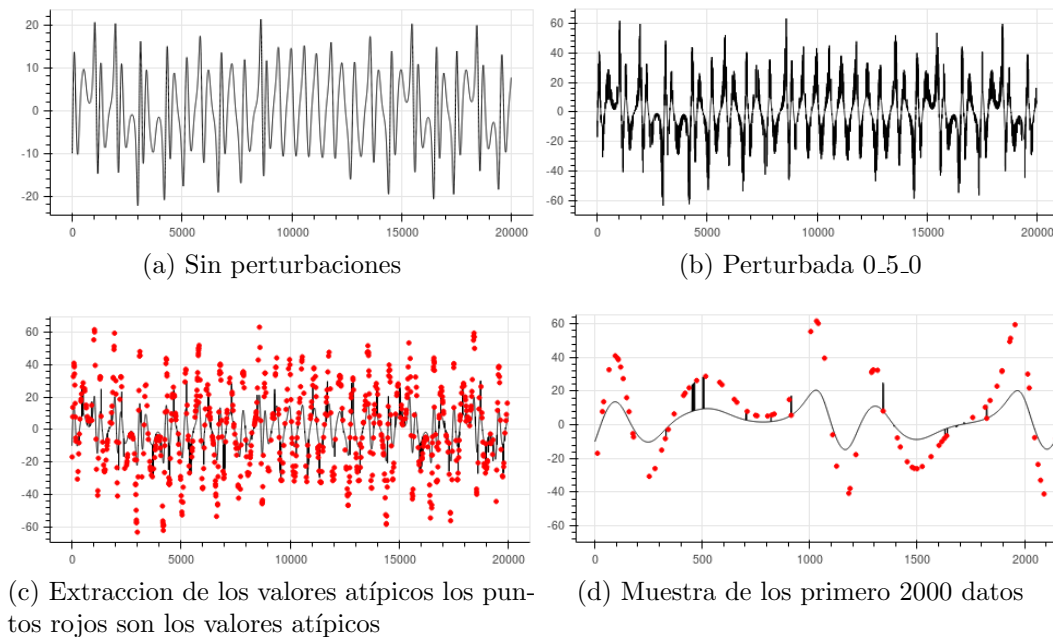 20
10
0
-10
-20
0 5000 10000 15000 20000
(a) Sin perturbaciones
60
40
20
0
-20
-40
-60
0 5000 10000 15000 20000
(b) Perturbada 0_5_0
60
40
20
0
-20
-40
-60
0 5000 10000 15000 20000
(c) Extraccion de los valores atípicos los pun-
tos rojos son los valores atípicos
60
40
20
0
-20
-40
-60
0 500 1000 1500 2000
(d) Muestra de los primero 2000 datos